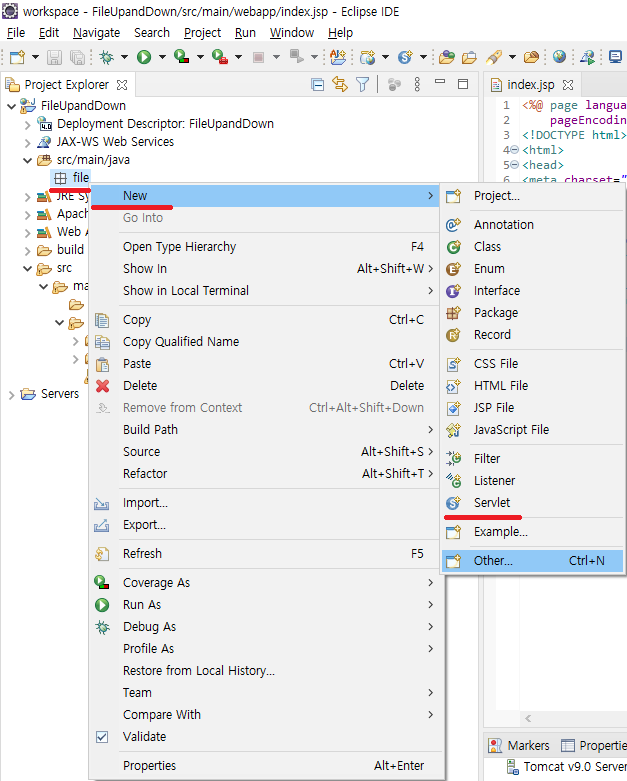 workspace - FileUpandDown/src/main/webapp/index.jsp - Eclipse IDE
File Edit Navigate Search Project Run Window Help
Project Explorer
FileUpandDown
Deployment Descriptor: FileUpandDown
JAX-WS Web Services
src/main/java
file
JRE Sy
Apach
Web A
build
src
ma
Servers
New
Go Into
Open Type Hierarchy F4
Show In Alt+Shift+W
Show in Local Terminal
Copy Ctrl+C
Copy Qualified Name
Paste Ctrl+V
Delete Delete
Remove from Context Ctrl+Alt+Shift+Down
Build Path
Source Alt+Shift+S
Refactor Alt+Shift+T
Import...
Export...
Refresh F5
Coverage As
Run As
Debug As
Profile As
Restore from Local History...
Team
Compare With
Validate
Properties Alt+Enter
Project...
Annotation
Class
Enum
Interface
Package
Record
CSS File
HTML File
JSP File
JavaScript File
Filter
Listener
Servlet
Example...
Other... Ctrl+N
index.jsp
1 <%@ page langua
2 pageEncoding
3 <!DOCTYPE html>
4 <html>
5 <head>
6 <meta charset="
Markers Properties
Tomcat v9.0 Server